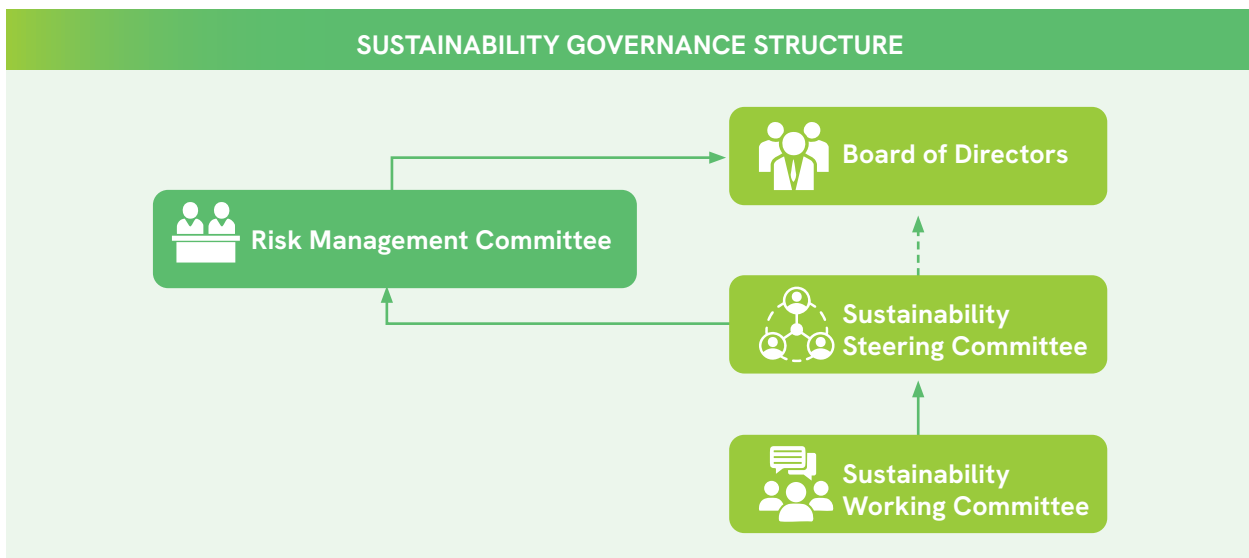 SUSTAINABILITY GOVERNANCE STRUCTURE
Board of Directors
Risk Management Committee
Sustainability
Steering Committee
Sustainability
Working Committee